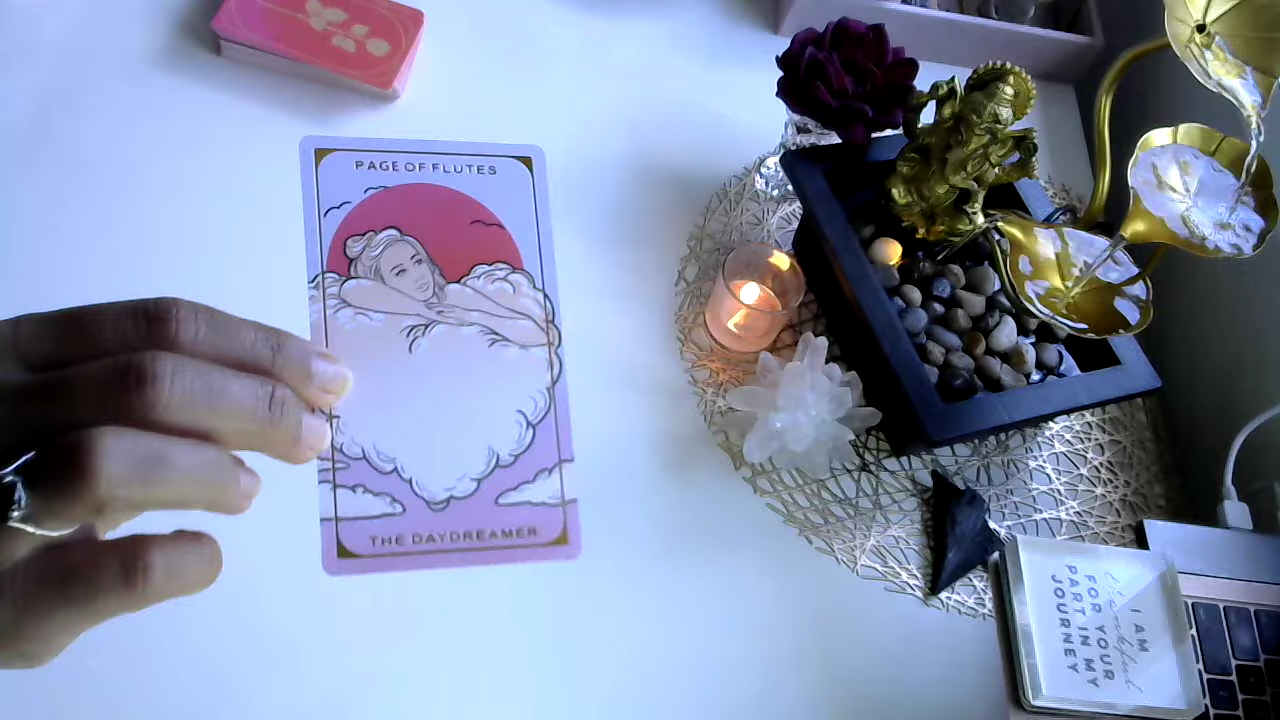 PAGE OF FLUTES
THE DAYDREAMER
I AM
thankful
FOR YOUR
PART IN MY
JOURNEY